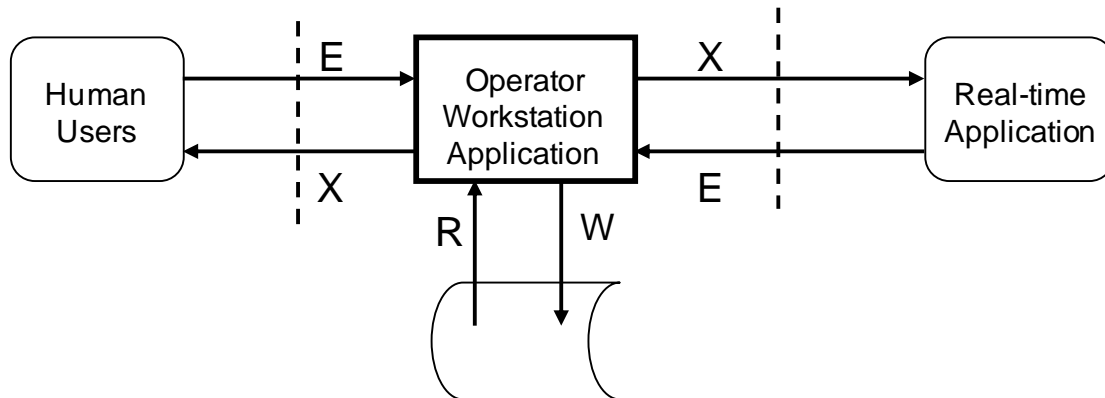 Human
Users
E
X
Operator
Workstation
Application
X
E
Real-time
Application
R
W